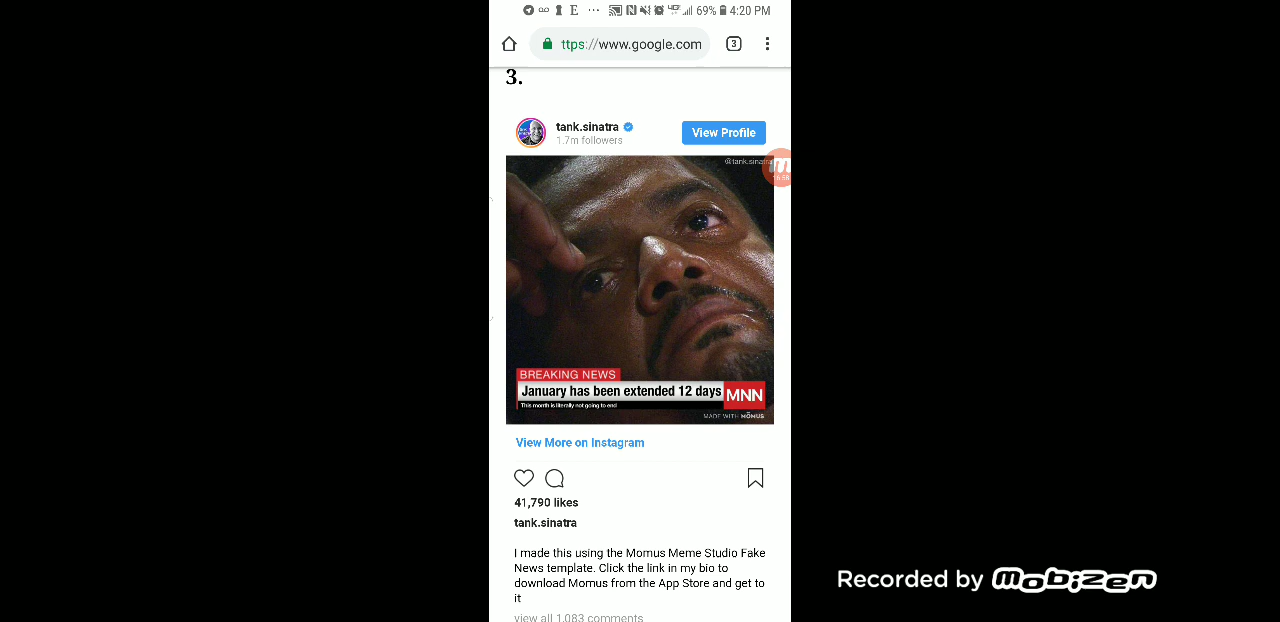 69% 4:20 PM
ttps://www.google.com
3
3.
tank.sinatra
1.7m followers
View Profile
@tank.sinatra
BREAKING NEWS
January has been extended 12 days
MNN
This month is literally not going to end
MADE WITH MÖMUS
View More on Instagram
41,790 likes
tank.sinatra
I made this using the Momus Meme Studio Fake
News template. Click the link in my bio to
download Momus from the App Store and get to
it
view all 1,083 comments
Recorded by mobizen